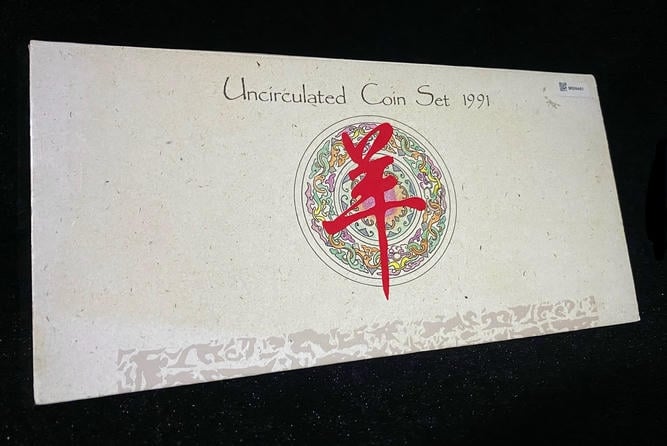 Uncirculated Coin Set 1991
羊